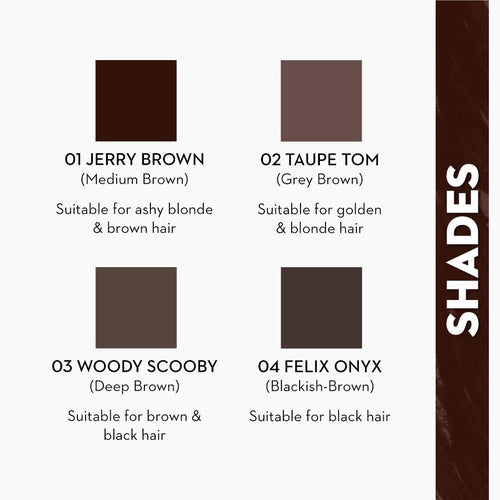 01 JERRY BROWN
(Medium Brown)
Suitable for ashy blonde
& brown hair
02 TAUPE TOM
(Grey Brown)
Suitable for golden
& blonde hair
03 WOODY SCOOBY
(Deep Brown)
Suitable for brown &
black hair
04 FELIX ONYX
(Blackish-Brown)
Suitable for black hair
SHADES